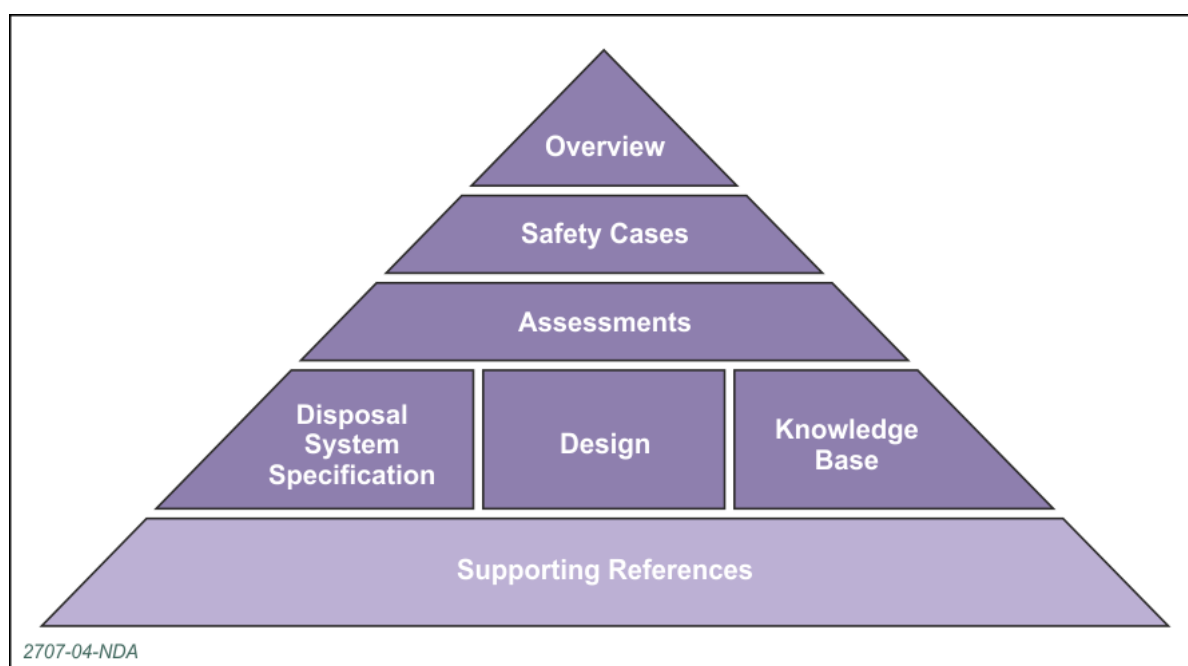 Overview
Safety Cases
Assessments
Disposal
System
Specification
Design
Knowledge
Base
Supporting References
2707-04-NDA